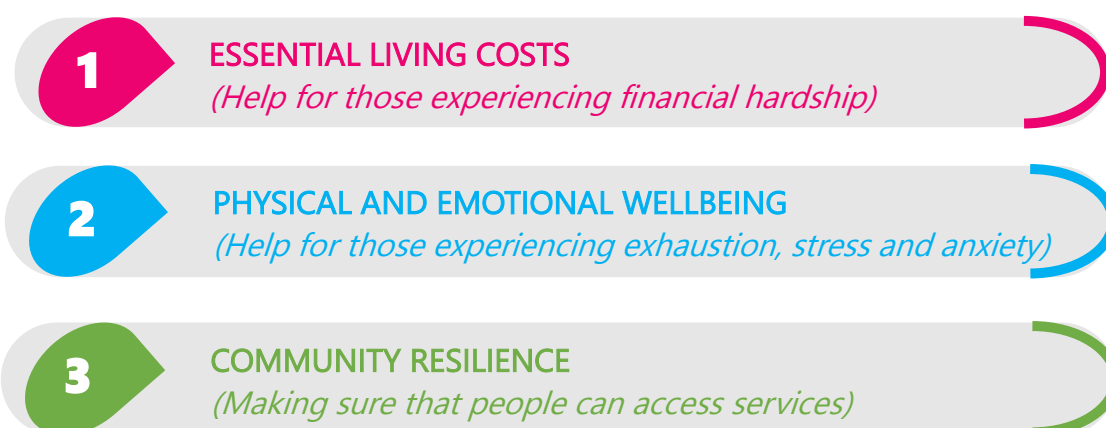 1
ESSENTIAL LIVING COSTS
(Help for those experiencing financial hardship)
2
PHYSICAL AND EMOTIONAL WELLBEING
(Help for those experiencing exhaustion, stress and anxiety)
3
COMMUNITY RESILIENCE
(Making sure that people can access services)